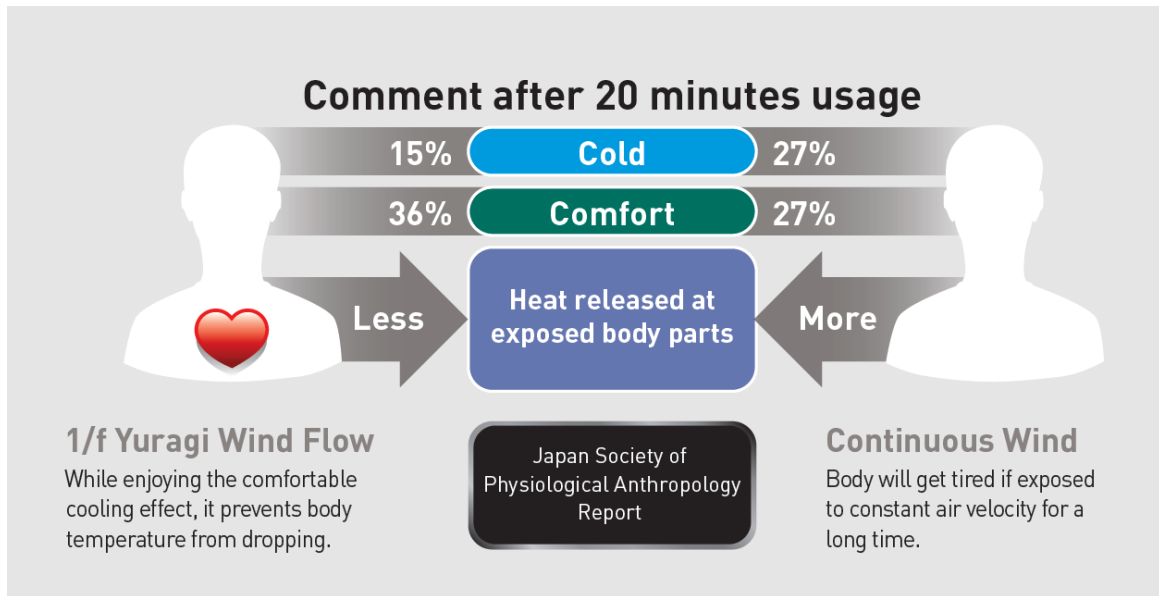 Comment after 20 minutes usage
15% Cold 27%
36% Comfort 27%
Less
Heat released at
exposed body parts
More
1/f Yuragi Wind Flow
While enjoying the comfortable
cooling effect, it prevents body
temperature from dropping.
Japan Society of
Physiological Anthropology
Report
Continuous Wind
Body will get tired if exposed
to constant air velocity for a
long time.